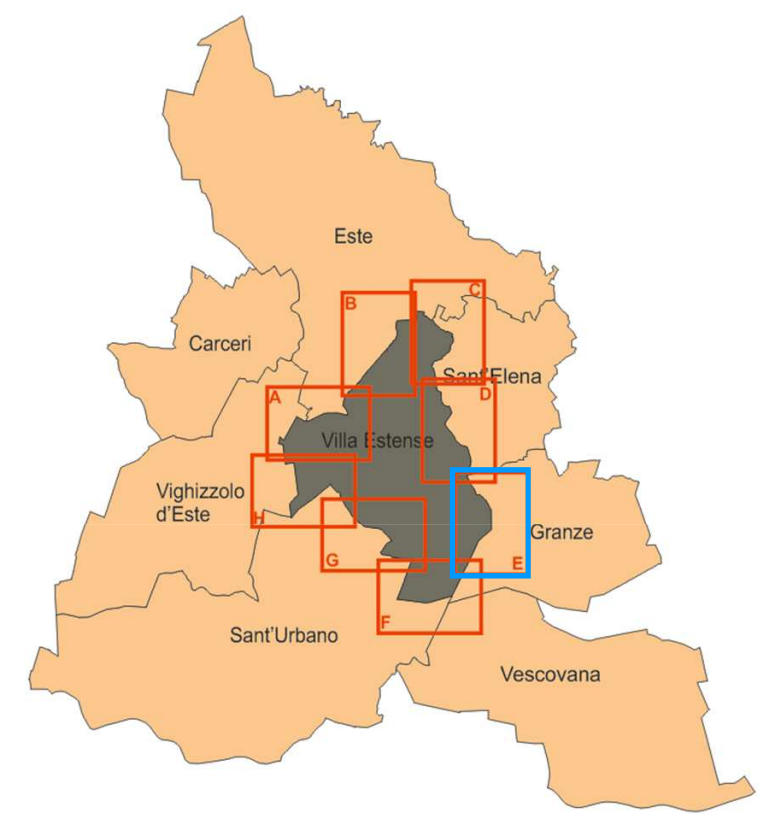 Este
B
C
Carceri
Sant'Elena
A
D
Villa Estense
Vighizzolo
d'Este
H
Granze
G
E
F
Sant'Urbano
Vescovana